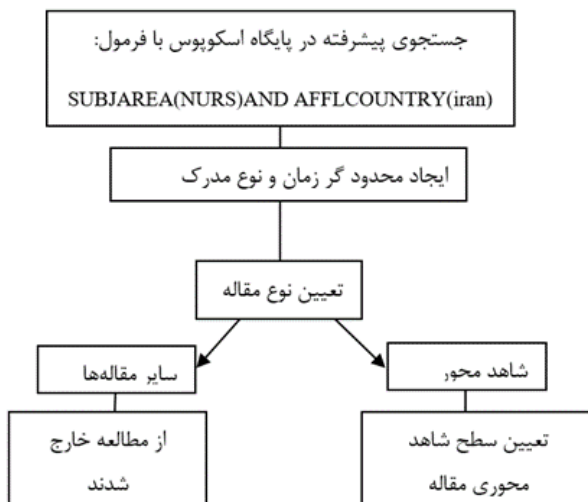 جستجوی پیشرفته در پایگاه اسکوپوس با فرمول:
SUBJAREA(NURS)AND AFFLCOUNTRY(iran)
ایجاد محدود گر زمان و نوع مدرک
تعیین نوع مقاله
شاهد محور
سایر مقاله‌ها
تعیین سطح شاهد
محوری مقاله
از مطالعه خارج
شدند